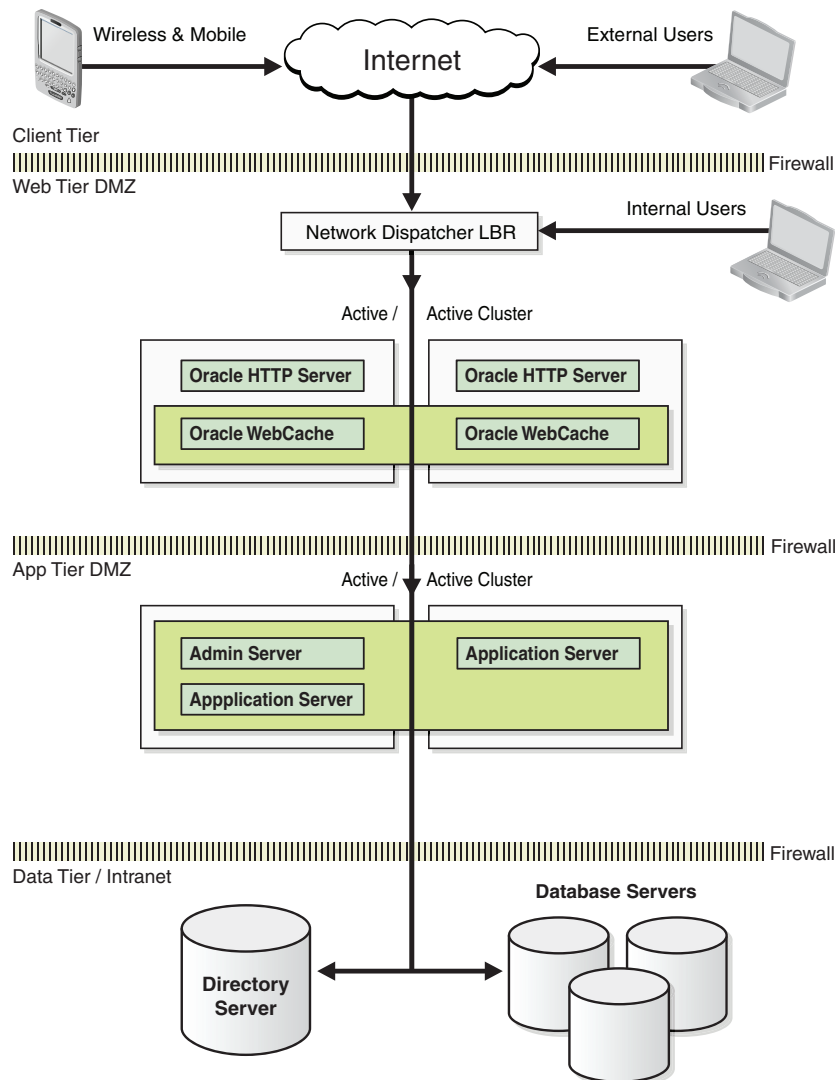 Wireless & Mobile
Internet
External Users
Client Tier
Firewall
Web Tier DMZ
Internal Users
Network Dispatcher LBR
Active / Active Cluster
Oracle HTTP Server
Oracle HTTP Server
Oracle WebCache
Oracle WebCache
Firewall
App Tier DMZ
Active / Active Cluster
Admin Server
Application Server
Appplication Server
Firewall
Data Tier / Intranet
Database Servers
Directory
Server